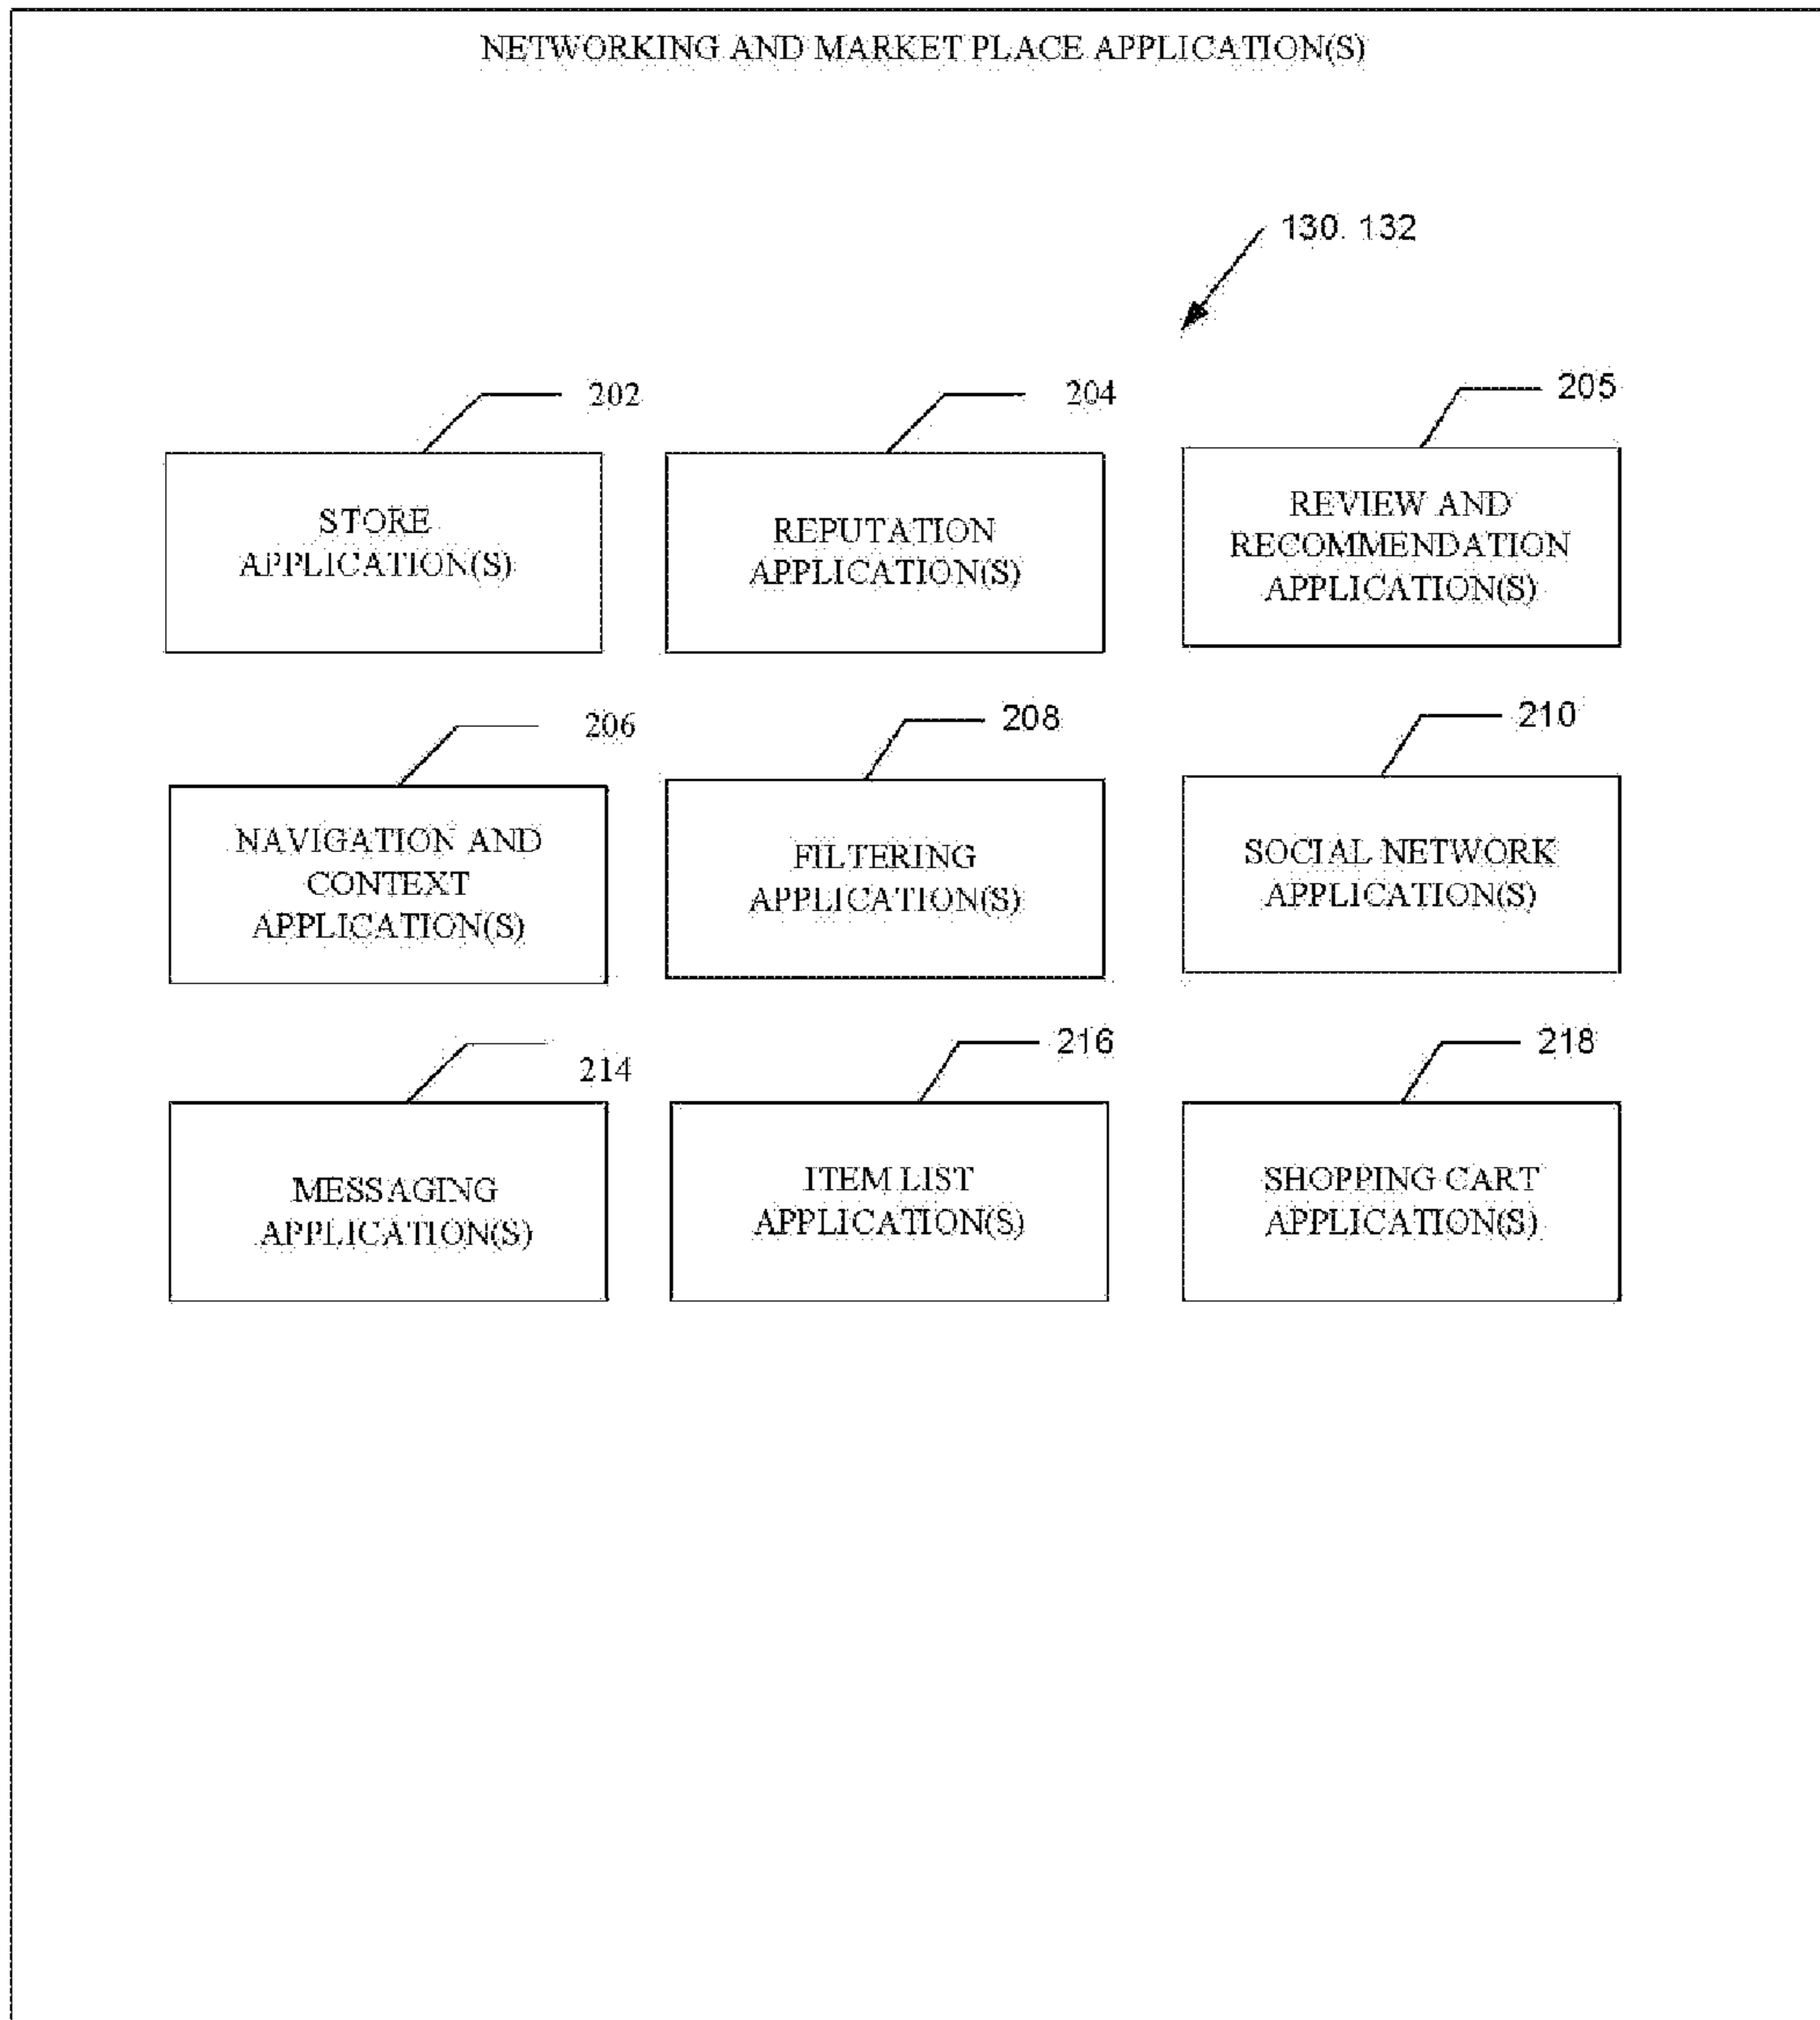 NETWORKING AND MARKET PLACE APPLICATION(S)
130. 132
202
204
205
STORE
APPLICATION(S)
REPUTATION
APPLICATION(S)
REVIEW AND
RECOMMENDATION
APPLICATION(S)
206
208
210
NAVIGATION AND
CONTEXT
APPLICATION(S)
FILTERING
APPLICATION(S)
SOCIAL NETWORK
APPLICATION(S)
214
216
218
MESSAGING
APPLICATION(S)
ITEM LIST
APPLICATION(S)
SHOPPING CART
APPLICATION(S)